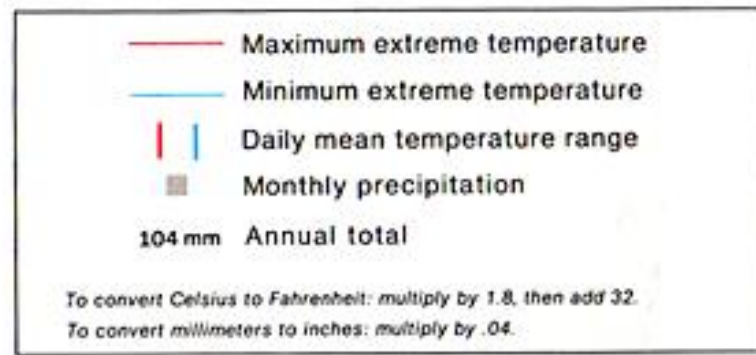 Maximum extreme temperature
Minimum extreme temperature
Daily mean temperature range
Monthly precipitation
104 mm Annual total
To convert Celsius to Fahrenheit: multiply by 1.8, then add 32.
To convert millimeters to inches: multiply by .04.